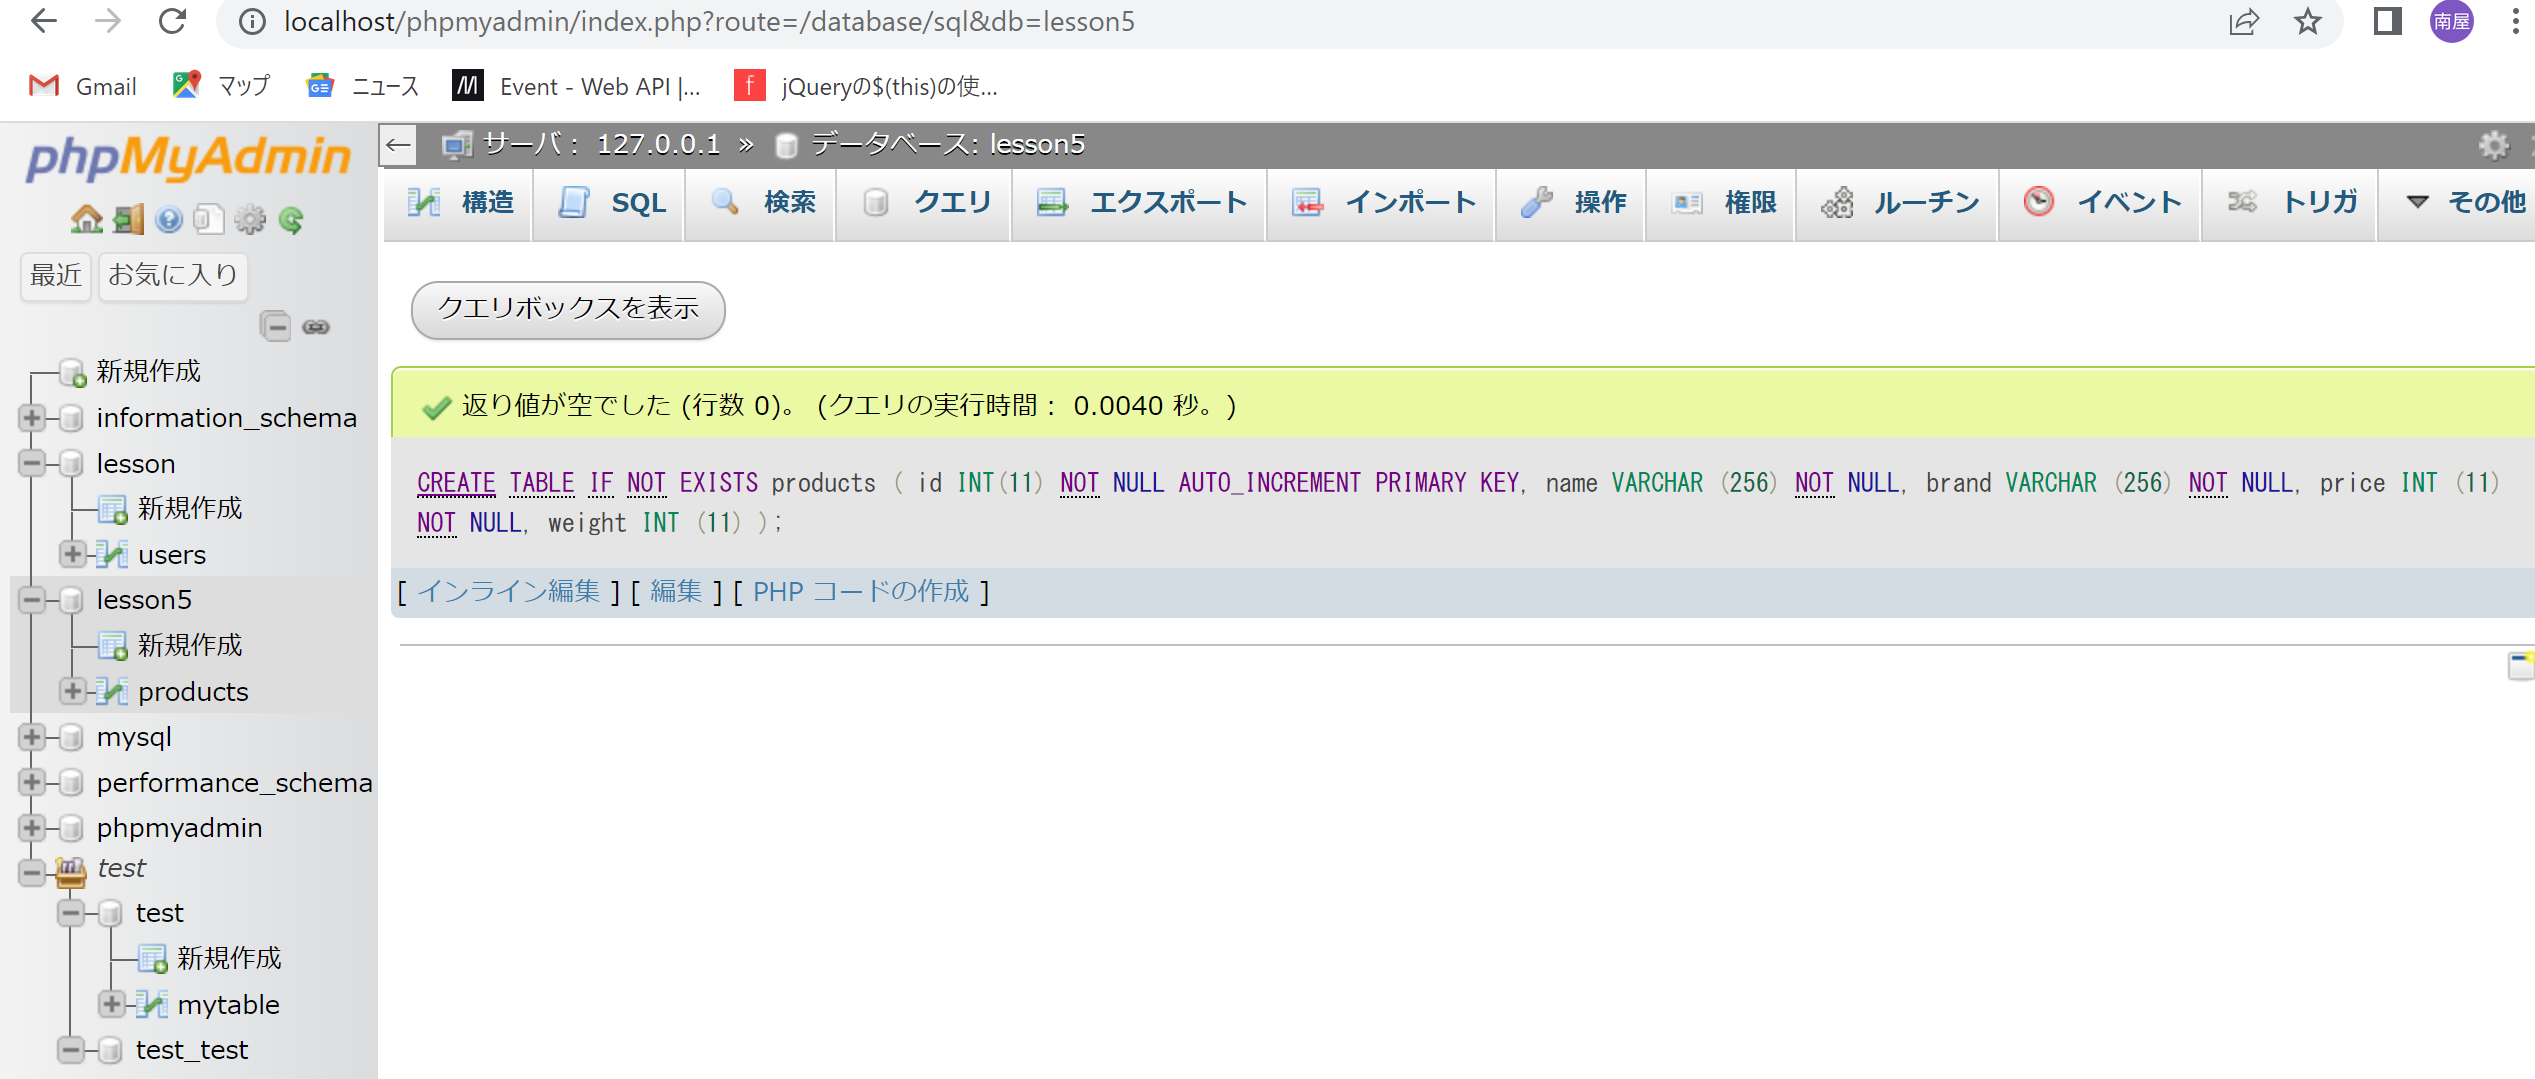 localhost/phpmyadmin/index.php?route=/database/sql&db=lesson5
南屋
Gmail マップ ニュース Event - Web API |... jQueryの$(this)の使...
phpMyAdmin
最近 お気に入り
新規作成
information_schema
lesson
新規作成
users
lesson5
新規作成
products
mysql
performance_schema
phpmyadmin
test
test
新規作成
mytable
test_test
サーバ： 127.0.0.1 » データベース: lesson5
構造 SQL 検索 クエリ エクスポート インポート 操作 権限 ルーチン イベント トリガ その他
クエリボックスを表示
返り値が空でした (行数 0)。 (クエリの実行時間： 0.0040 秒。)
CREATE TABLE IF NOT EXISTS products ( id INT(11) NOT NULL AUTO_INCREMENT PRIMARY KEY, name VARCHAR (256) NOT NULL, brand VARCHAR (256) NOT NULL, price INT (11)
NOT NULL, weight INT (11) );
[ インライン編集 ] [ 編集 ] [ PHP コードの作成 ]